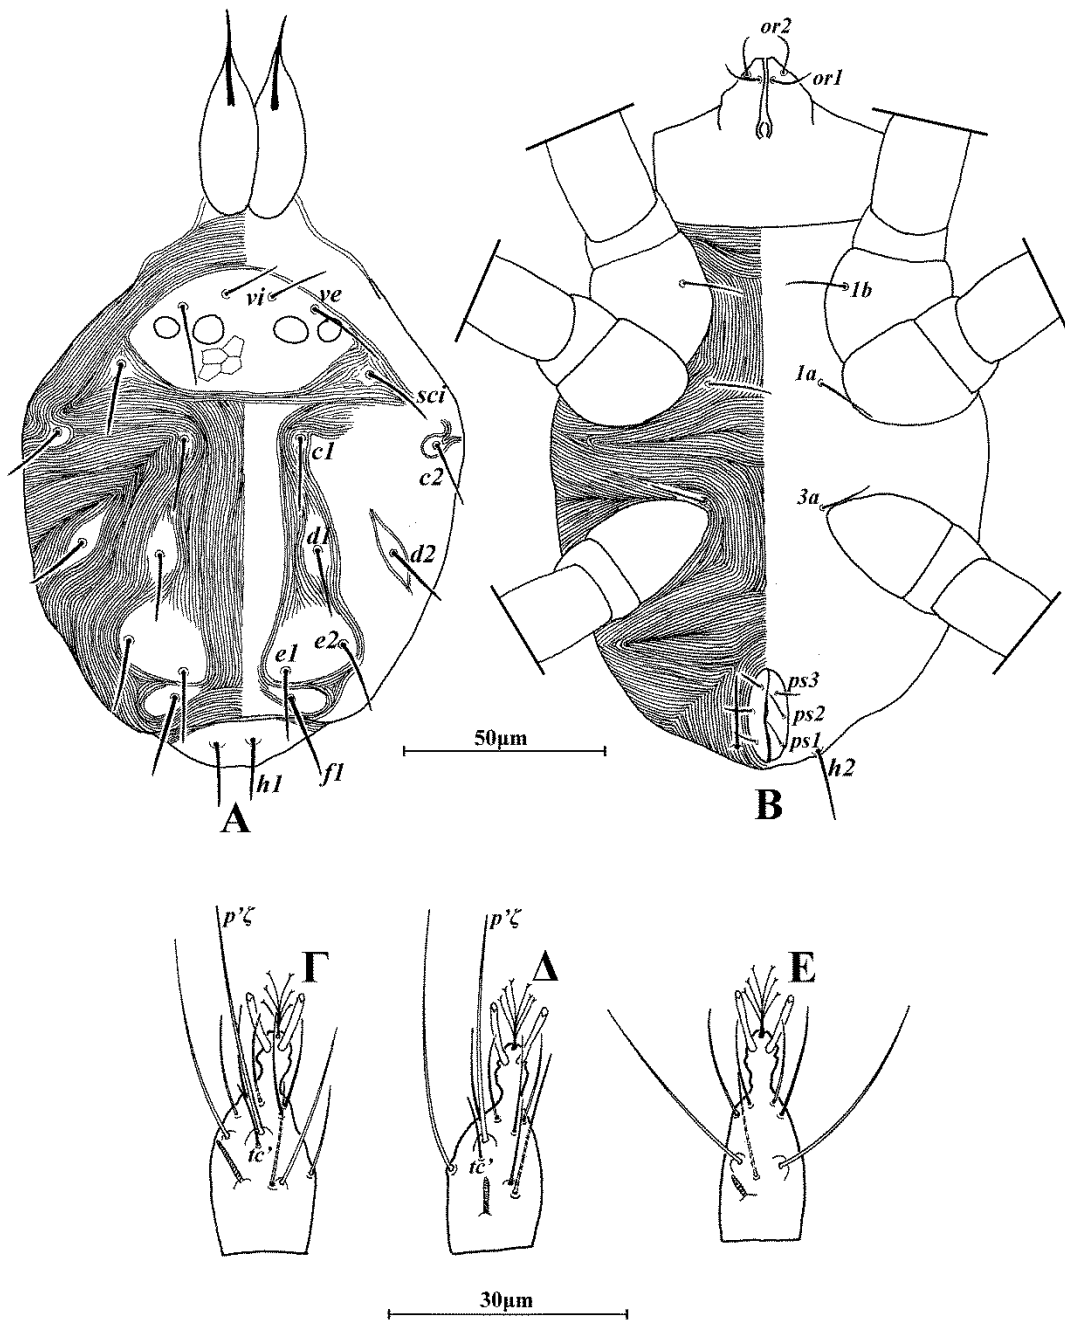 or2
or1
vi
ve
sci
c1
c2
d1
d2
e1
e2
f1
h1
A
1b
1a
3a
ps3
ps2
ps1
h2
B
50μm
p'ζ
Γ
tc'
p'ζ
Δ
tc'
E
30μm